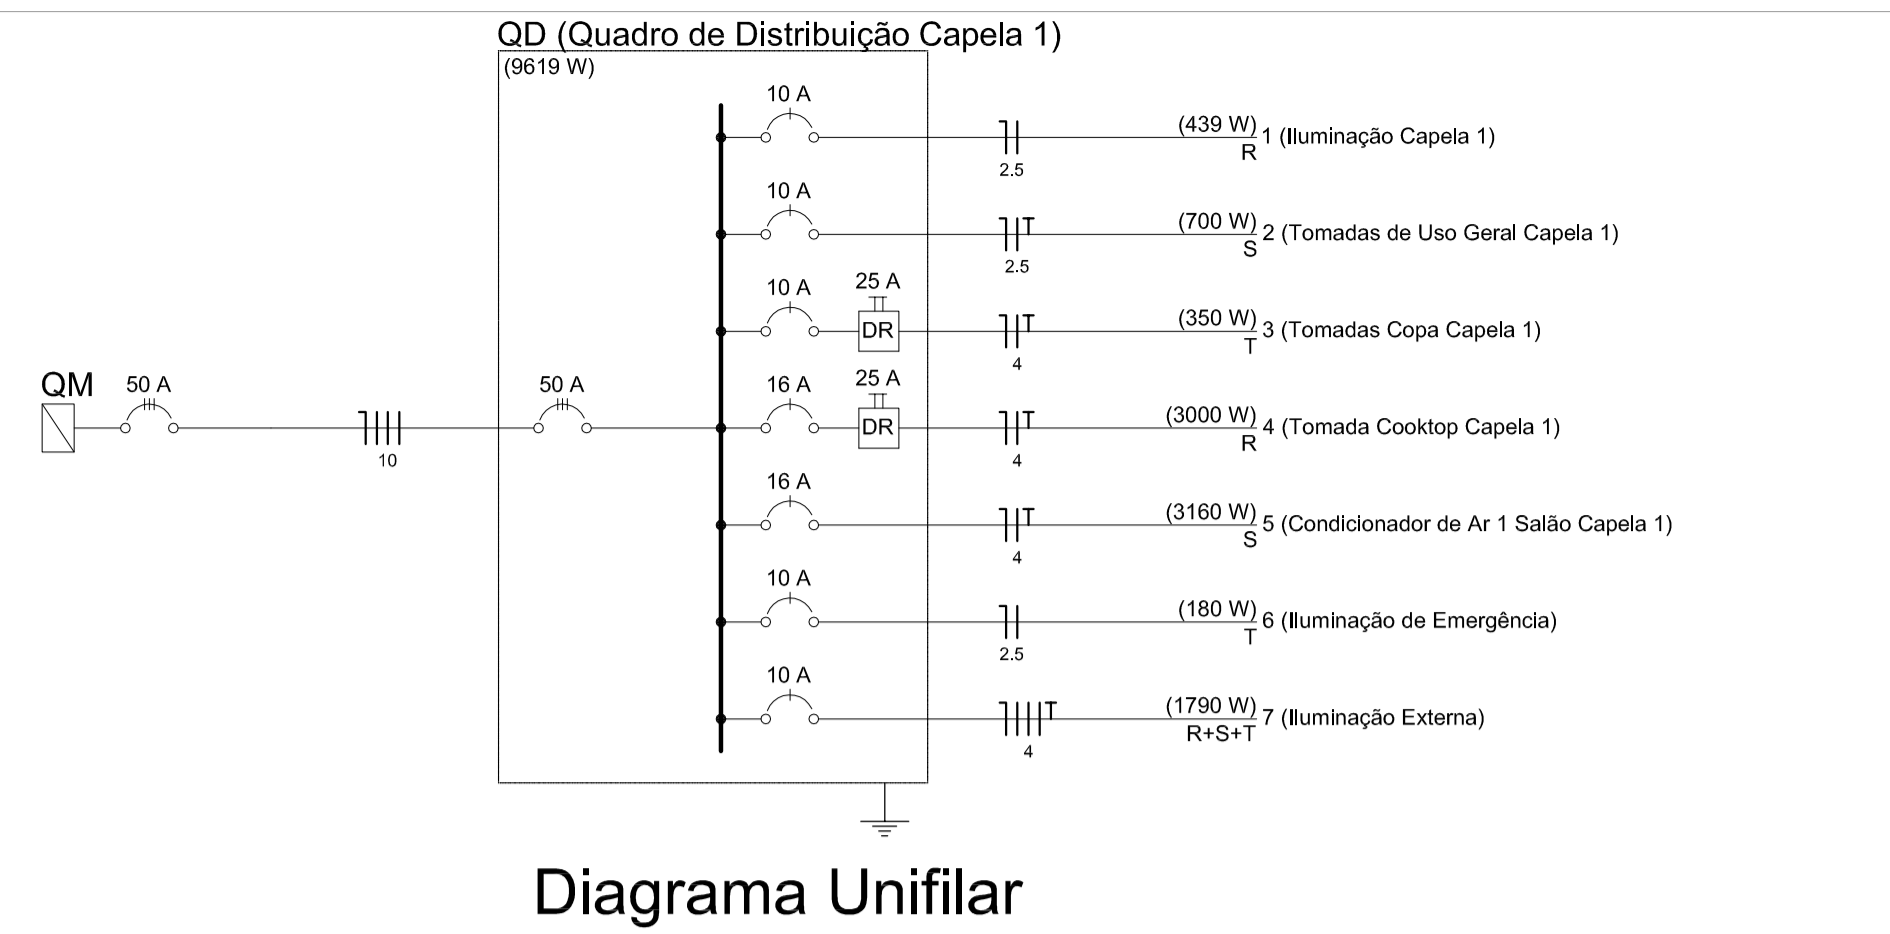 QD (Quadro de Distribuição Capela 1)
(9619 W)
10 A
(439 W)
1 (Iluminação Capela 1)
R
2.5
10 A
(700 W)
2 (Tomadas de Uso Geral Capela 1)
S
2.5
10 A
25 A
DR
(350 W)
3 (Tomadas Copa Capela 1)
T
4
QM
50 A
10
50 A
16 A
25 A
DR
(3000 W)
4 (Tomada Cooktop Capela 1)
R
4
16 A
(3160 W)
5 (Condicionador de Ar 1 Salão Capela 1)
S
4
10 A
(180 W)
6 (Iluminação de Emergência)
T
2.5
10 A
(1790 W)
7 (Iluminação Externa)
R+S+T
4
Diagrama Unifilar